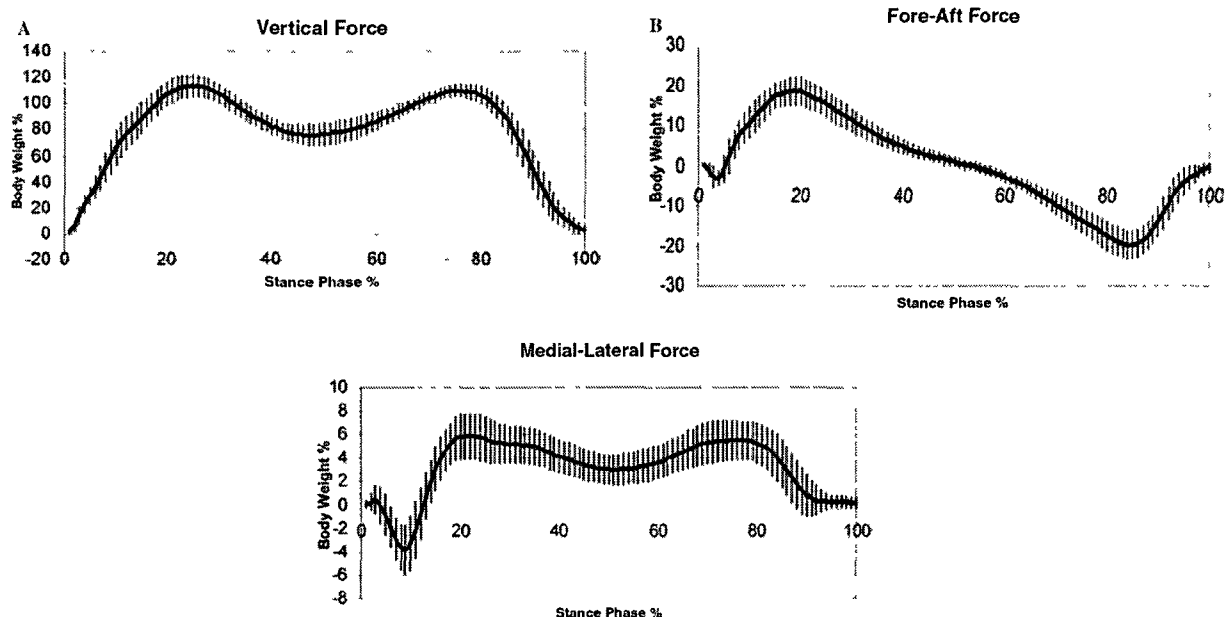 A
Vertical Force
Body Weight %
140
120
100
80
60
40
20
0
-20
0 20 40 60 80 100
Stance Phase %
B
Fore-Aft Force
Body Weight %
30
20
10
0
-10
-20
-30
0 20 40 60 80 100
Stance Phase %
Medial-Lateral Force
Body Weight %
10
8
6
4
2
0
-2
-4
-6
-8
0 20 40 60 80 100
Stance Phase %